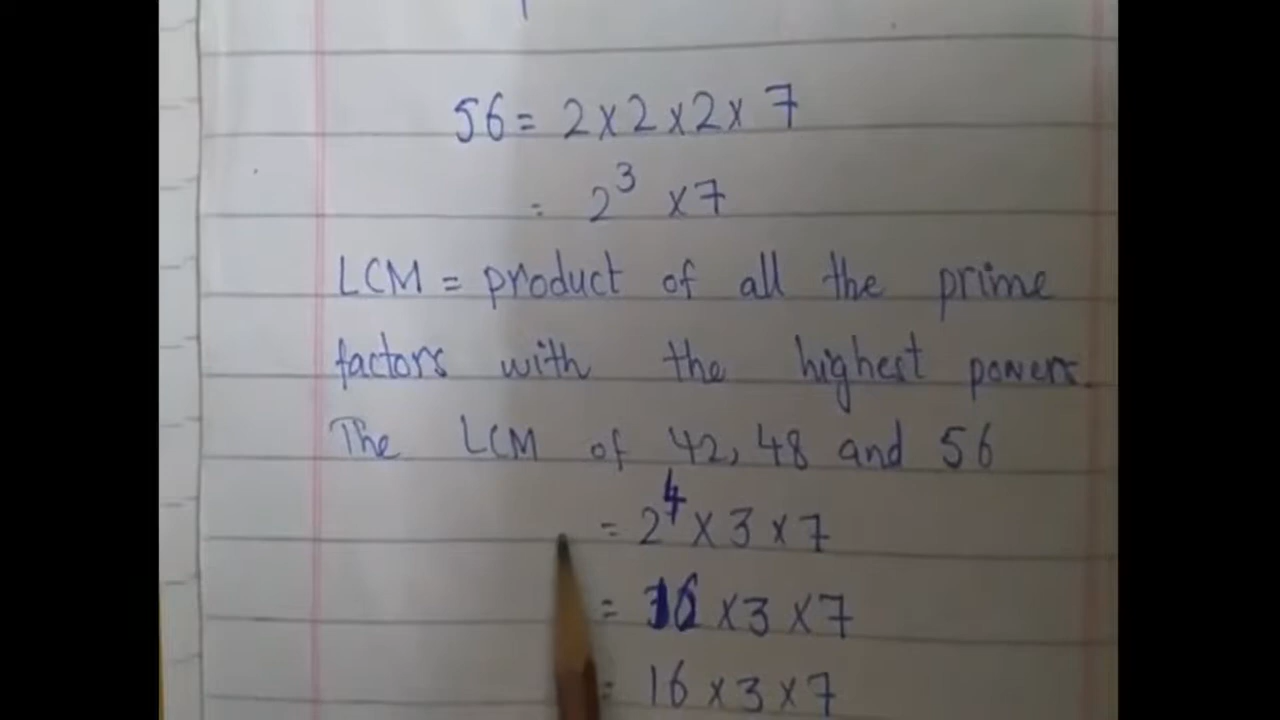 56 = 2 × 2 × 2 × 7
= 2³ × 7
LCM = product of all the prime
factors with the highest powers.
The LCM of 42, 48 and 56
= 2⁴ × 3 × 7
= 16 × 3 × 7
= 16 × 3 × 7